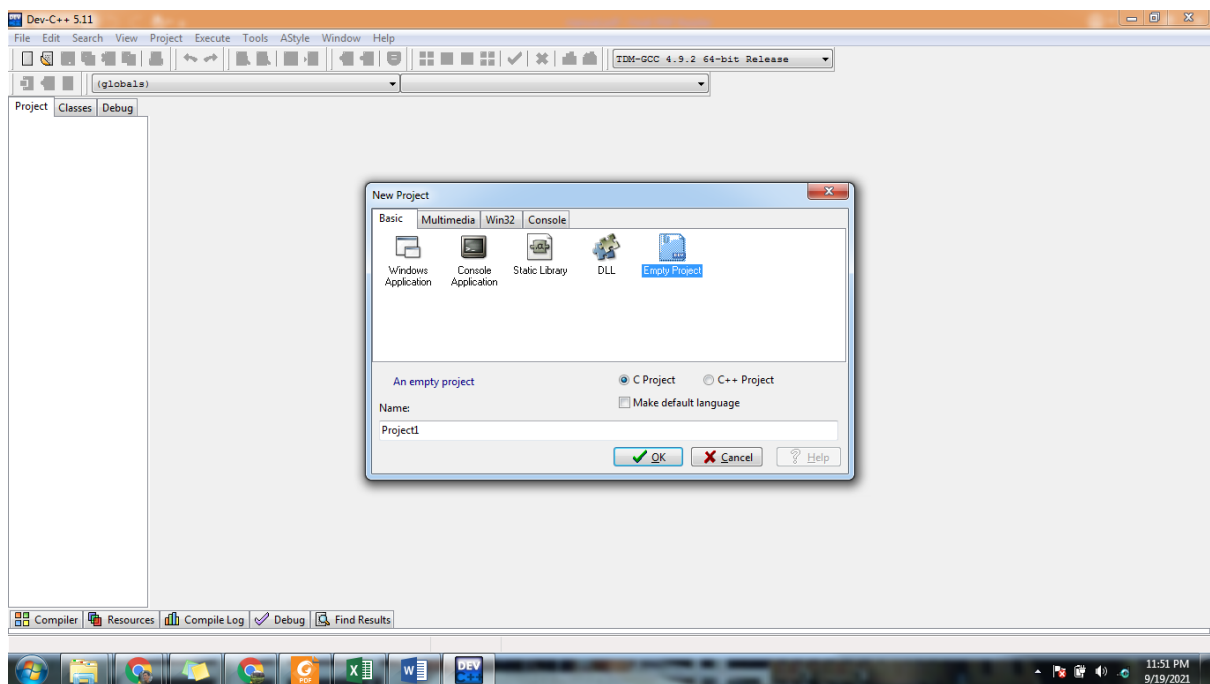 Dev-C++ 5.11
File Edit Search View Project Execute Tools AStyle Window Help
TDM-GCC 4.9.2 64-bit Release
(globals)
Project Classes Debug
New Project
Basic Multimedia Win32 Console
Windows Application
Console Application
Static Library
DLL
Empty Project
An empty project
C Project C++ Project
Make default language
Name:
Project1
OK Cancel Help
Compiler Resources Compile Log Debug Find Results
PDF
DEV
C++
11:51 PM
9/19/2021